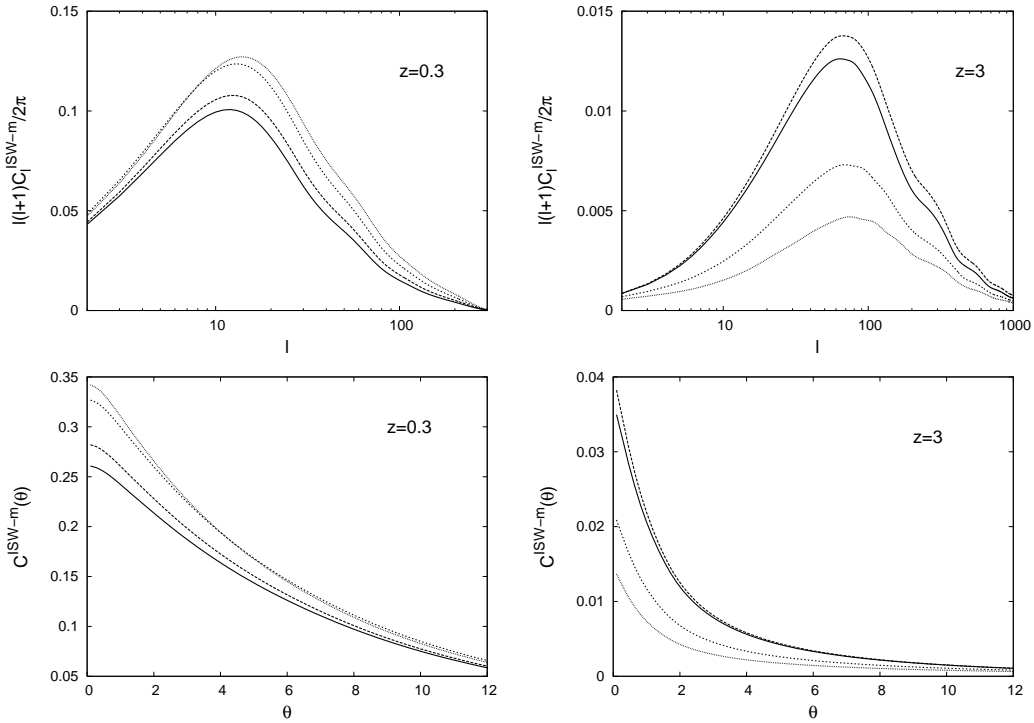 0.15
0.1
0.05
0
10
100
l
l(l+1)C_l^{ISW-m}/2π
z=0.3
0.015
0.01
0.005
0
10
100
1000
l
l(l+1)C_l^{ISW-m}/2π
z=3
0.35
0.3
0.25
0.2
0.15
0.1
0.05
0 2 4 6 8 10 12
θ
C^{ISW-m}(θ)
z=0.3
0.04
0.03
0.02
0.01
0
0 2 4 6 8 10 12
θ
C^{ISW-m}(θ)
z=3